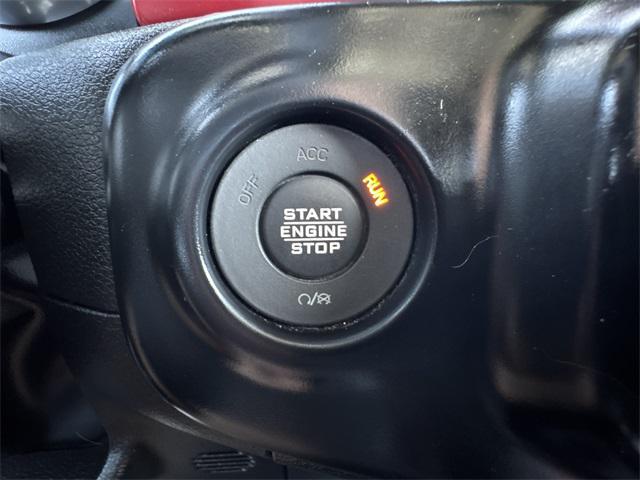 OFF
ACC
RUN
START
ENGINE
STOP